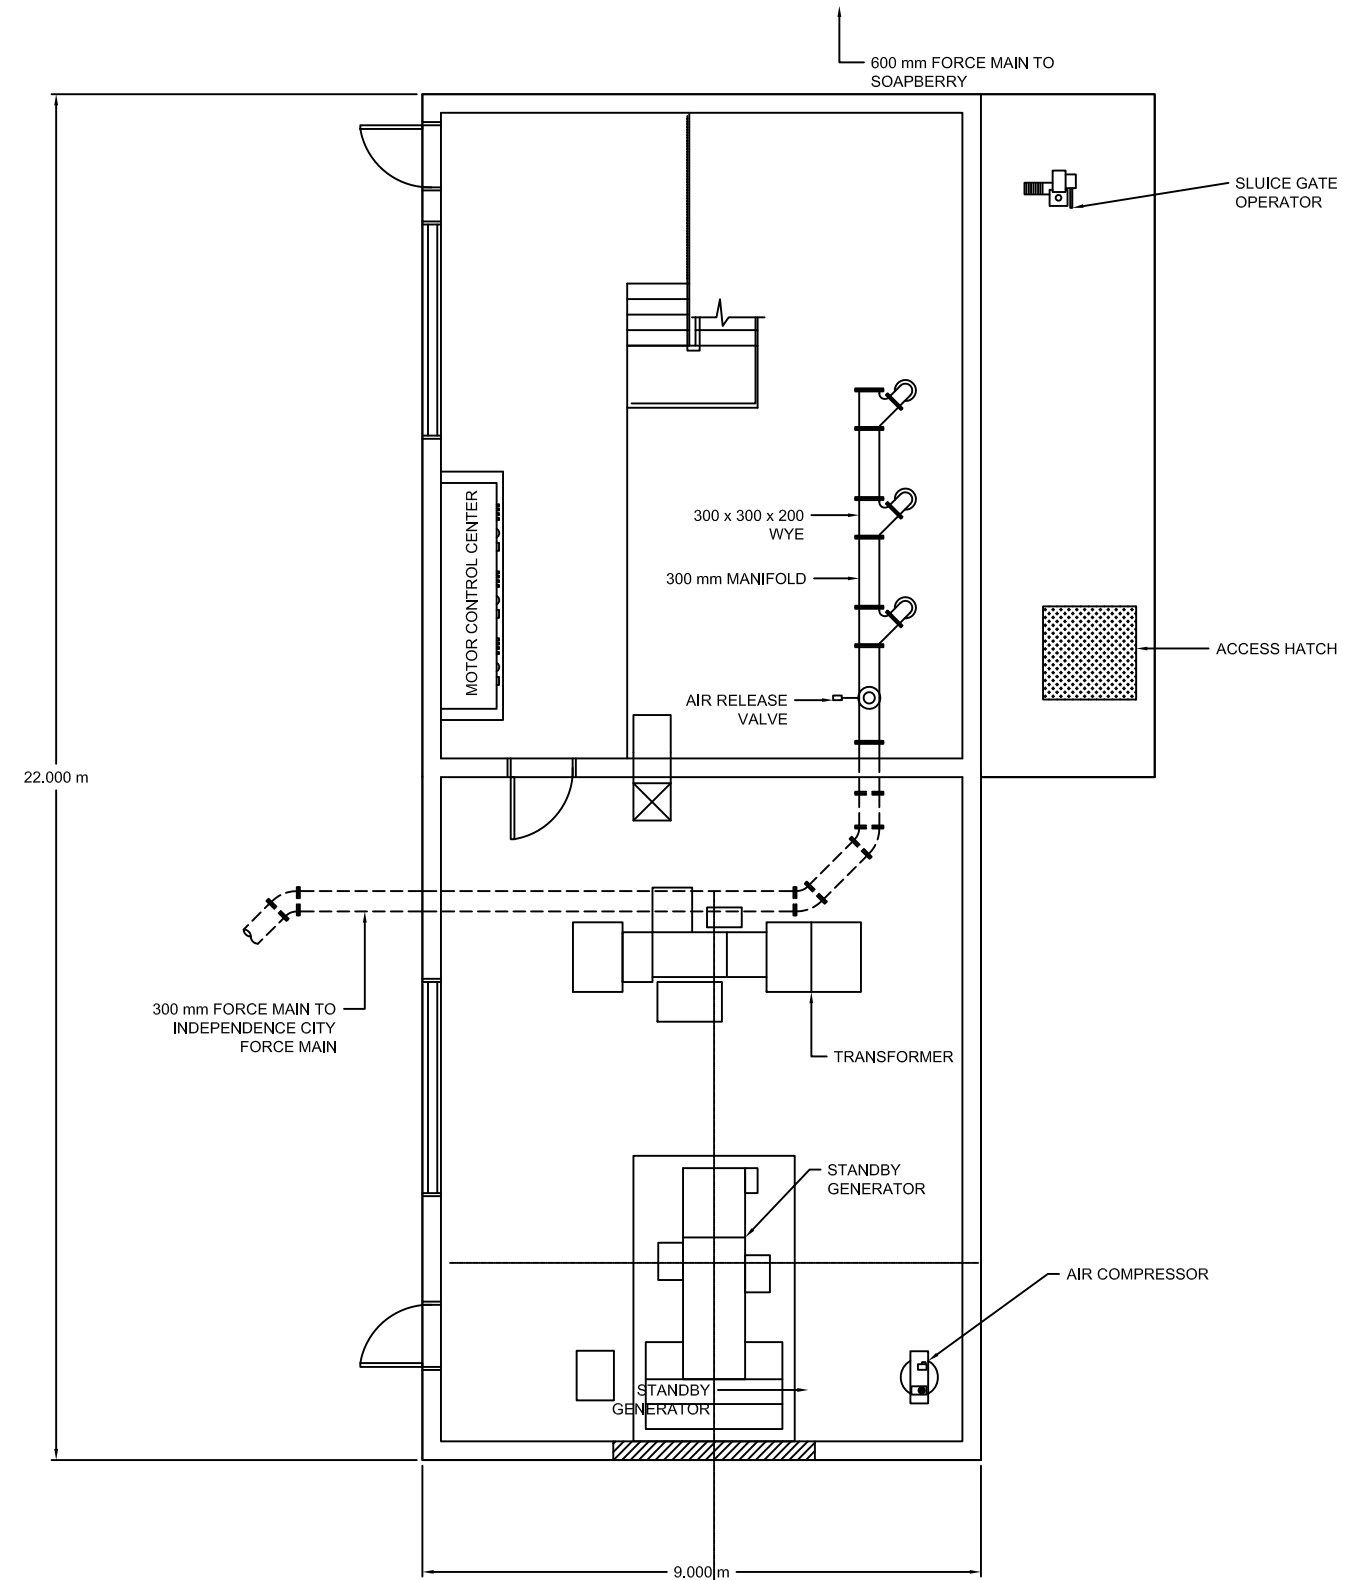 600 mm FORCE MAIN TO
SOAPBERRY
SLUICE GATE
OPERATOR
MOTOR CONTROL CENTER
300 x 300 x 200
WYE
300 mm MANIFOLD
ACCESS HATCH
AIR RELEASE
VALVE
22.000 m
300 mm FORCE MAIN TO
INDEPENDENCE CITY
FORCE MAIN
TRANSFORMER
STANDBY
GENERATOR
AIR COMPRESSOR
STANDBY
GENERATOR
9.000 m